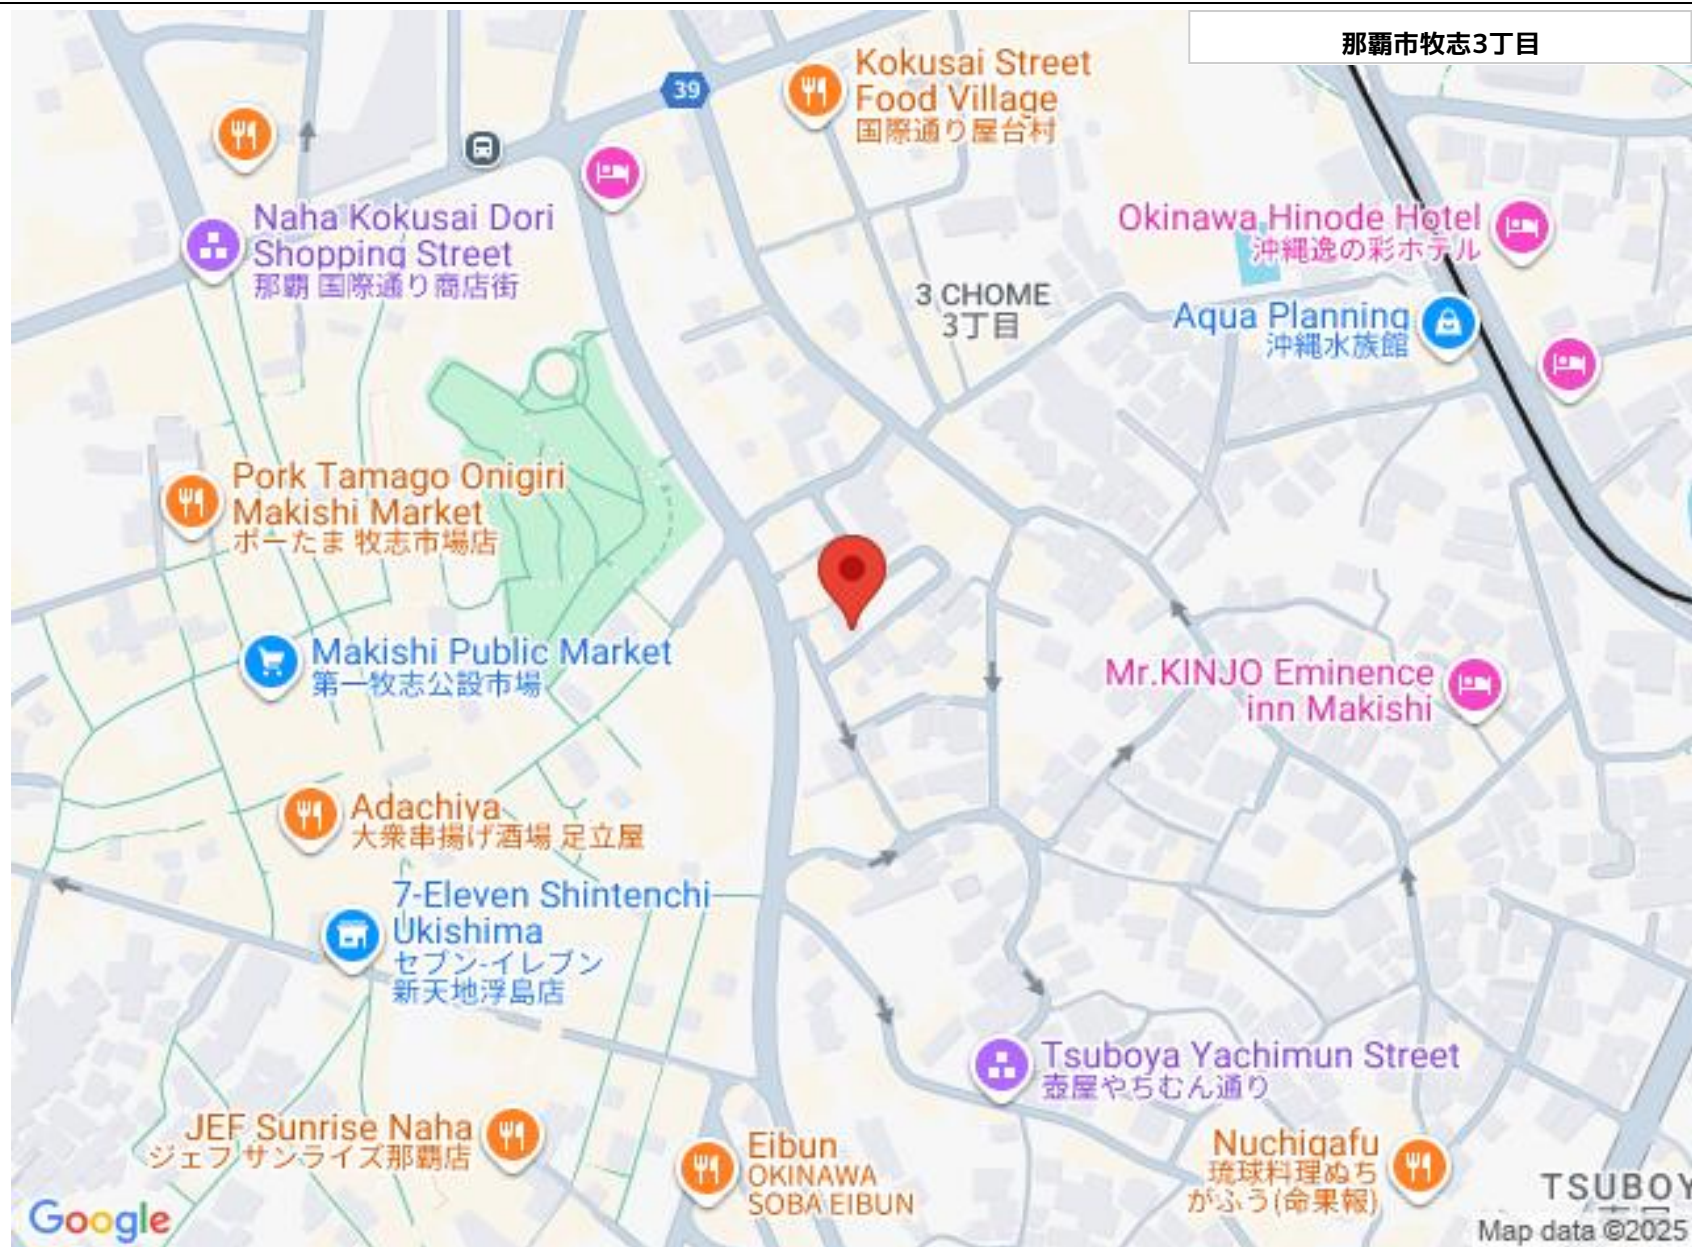 那覇市牧志3丁目
39
Kokusai Street
Food Village
国際通り屋台村
Naha Kokusai Dori
Shopping Street
那覇 国際通り商店街
Okinawa Hinode Hotel
沖縄逸の彩ホテル
3 CHOME
3丁目
Aqua Planning
沖縄水族館
Pork Tamago Onigiri
Makishi Market
ポーたま 牧志市場店
Makishi Public Market
第一牧志公設市場
Mr.KINJO Eminence
inn Makishi
Adachiya
大衆串揚げ酒場 足立屋
7-Eleven Shintenchi
Ukishima
セブン-イレブン
新天地浮島店
Tsuboya Yachimun Street
壺屋やちむん通り
JEF Sunrise Naha
ジェフ サンライズ那覇店
Eibun
OKINAWA
SOBA EIBUN
Nuchigafu
琉球料理ぬち
がふう(命果報)
TSUBOY
Google
Map data ©2025